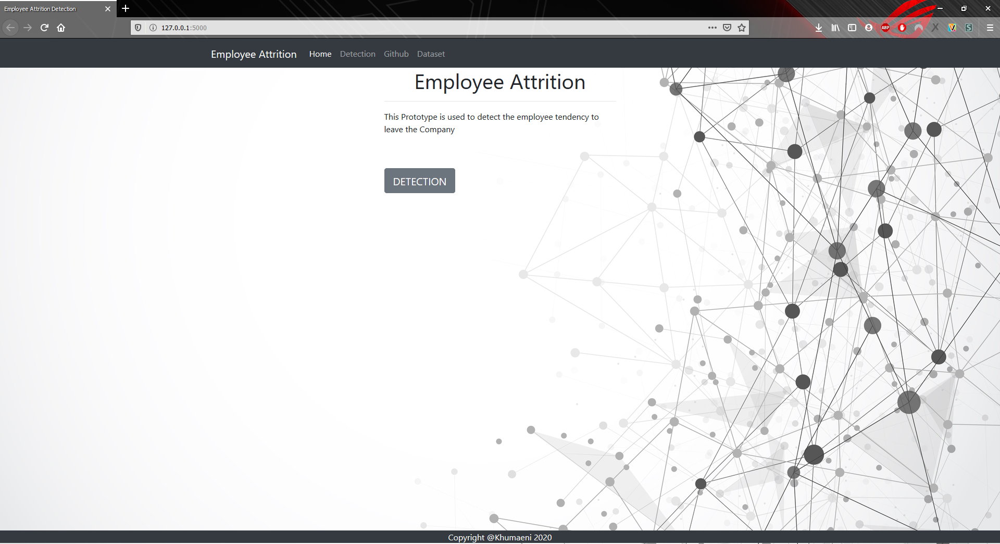 Employee Attrition Detection
127.0.0.1:5000
ABP
Employee Attrition Home Detection Github Dataset
Employee Attrition
This Prototype is used to detect the employee tendency to
leave the Company
DETECTION
Copyright @Khumaeni 2020